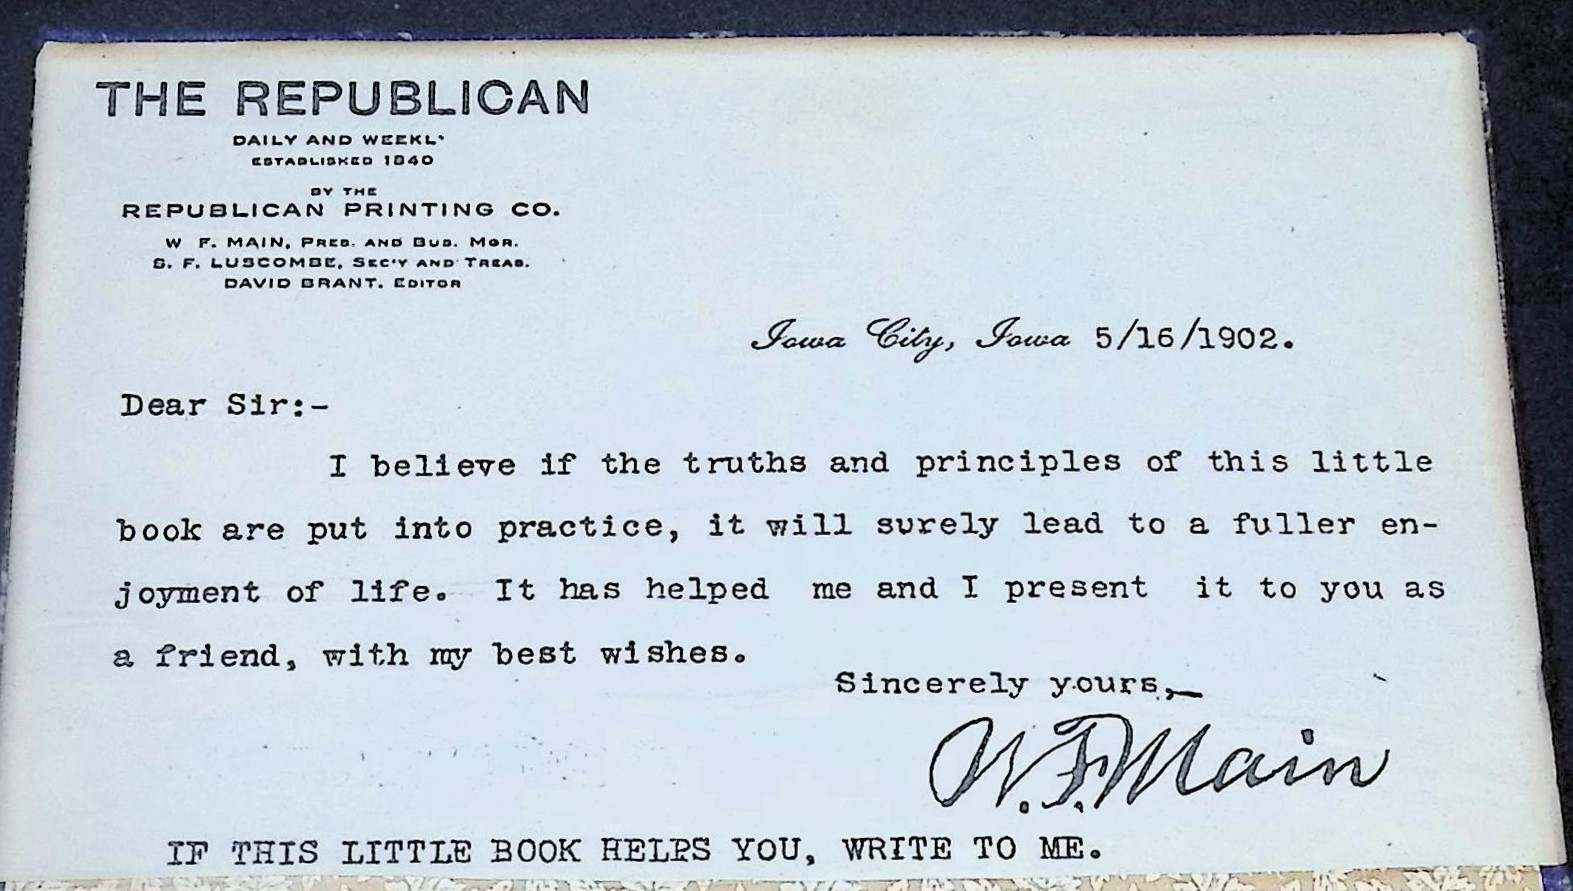 THE REPUBLICAN
DAILY AND WEEKL'
ESTABLISHED 1840
BY THE
REPUBLICAN PRINTING CO.
W F. MAIN, PRES. AND BUS. MGR.
S. F. LUSCOMBE, SEC'Y AND TREAS.
DAVID BRANT. EDITOR
Iowa City, Iowa 5/16/1902.
Dear Sir:-
I believe if the truths and principles of this little
book are put into practice, it will surely lead to a fuller en-
joyment of life. It has helped me and I present it to you as
a friend, with my best wishes.
Sincerely yours,—
W. F. Main
IF THIS LITTLE BOOK HELPS YOU, WRITE TO ME.